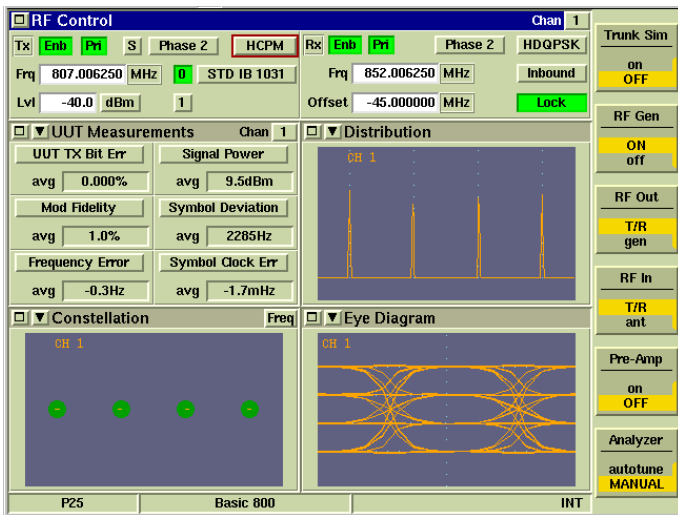 RF Control Chan 1
Tx Enb Pri S Phase 2 HCPM
Frq 807.006250 MHz 0 STD IB 1031
Lvl -40.0 dBm 1
Rx Enb Pri Phase 2 HDQPSK
Frq 852.006250 MHz Inbound
Offset -45.000000 MHz Lock
UUT Measurements Chan 1
UUT TX Bit Err Signal Power
avg 0.000% avg 9.5dBm
Mod Fidelity Symbol Deviation
avg 1.0% avg 2285Hz
Frequency Error Symbol Clock Err
avg -0.3Hz avg -1.7mHz
Distribution
CH 1
Constellation Freq
CH 1
Eye Diagram
CH 1
P25 Basic 800 INT
Trunk Sim
on
OFF
RF Gen
ON
off
RF Out
T/R
gen
RF In
T/R
ant
Pre-Amp
on
OFF
Analyzer
autotune
MANUAL